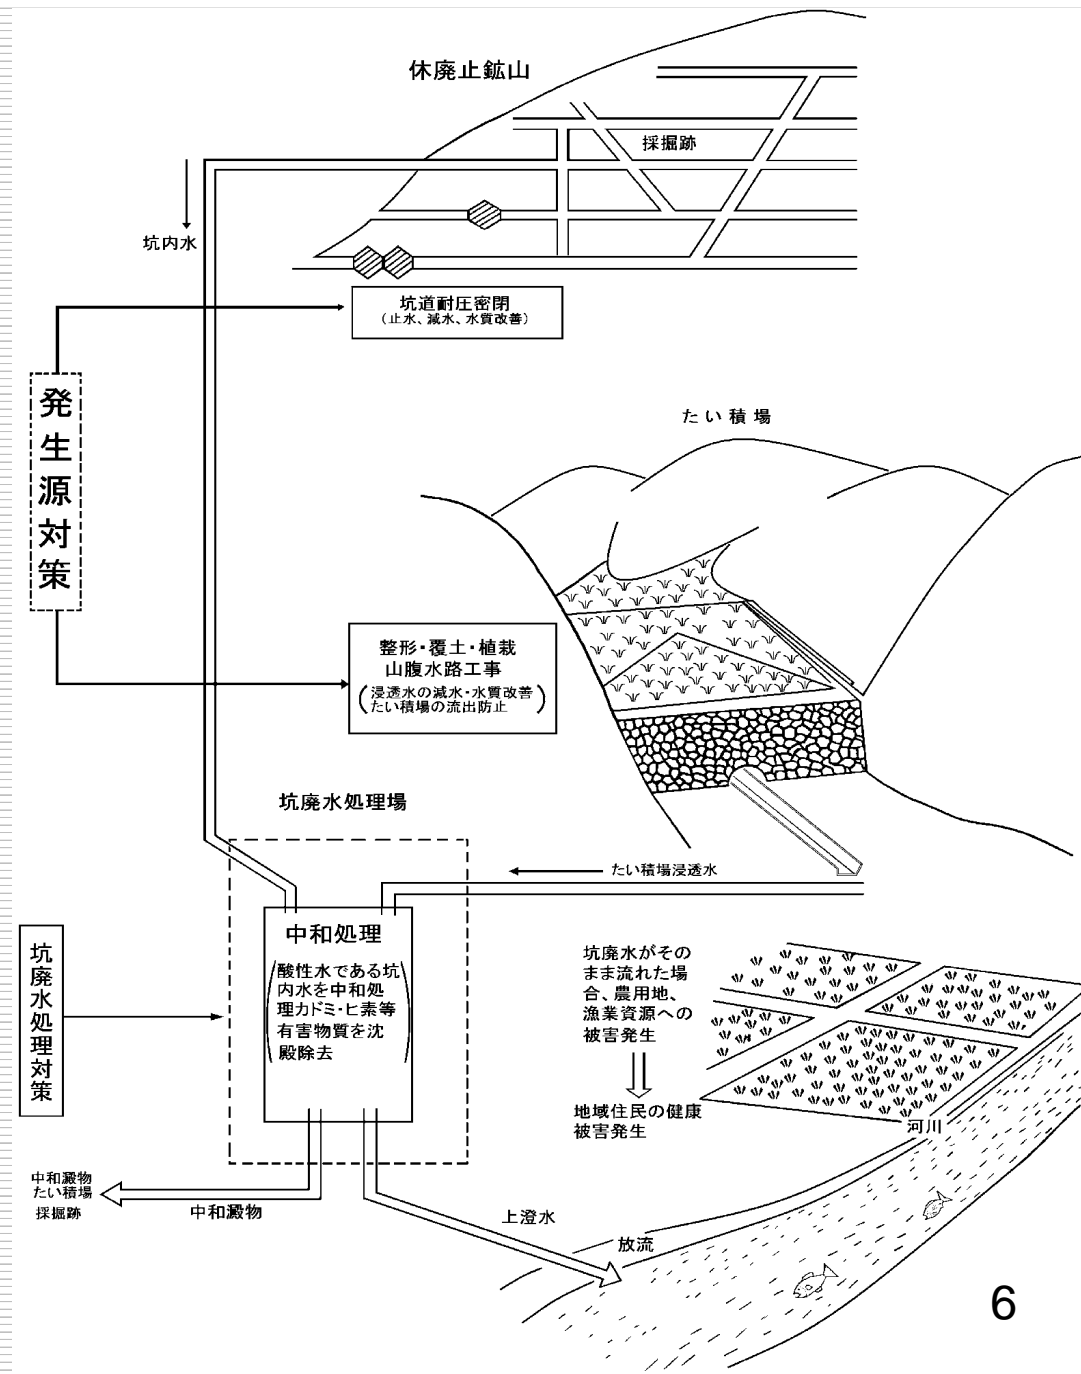 休廃止鉱山
採掘跡
坑内水
坑道耐圧密閉
(止水、減水、水質改善)
発生源対策
たい積場
整形・覆土・植栽
山腹水路工事
(浸透水の減水・水質改善
たい積場の流出防止)
坑廃水処理場
たい積場浸透水
中和処理
(酸性水である坑
内水を中和処
理カドミ・ヒ素等
有害物質を沈
殿除去)
坑廃水処理対策
坑廃水がその
まま流れた場
合、農用地、
漁業資源への
被害発生
地域住民の健康
被害発生
河川
中和澱物
たい積場
採掘跡
中和澱物
上澄水
放流
6